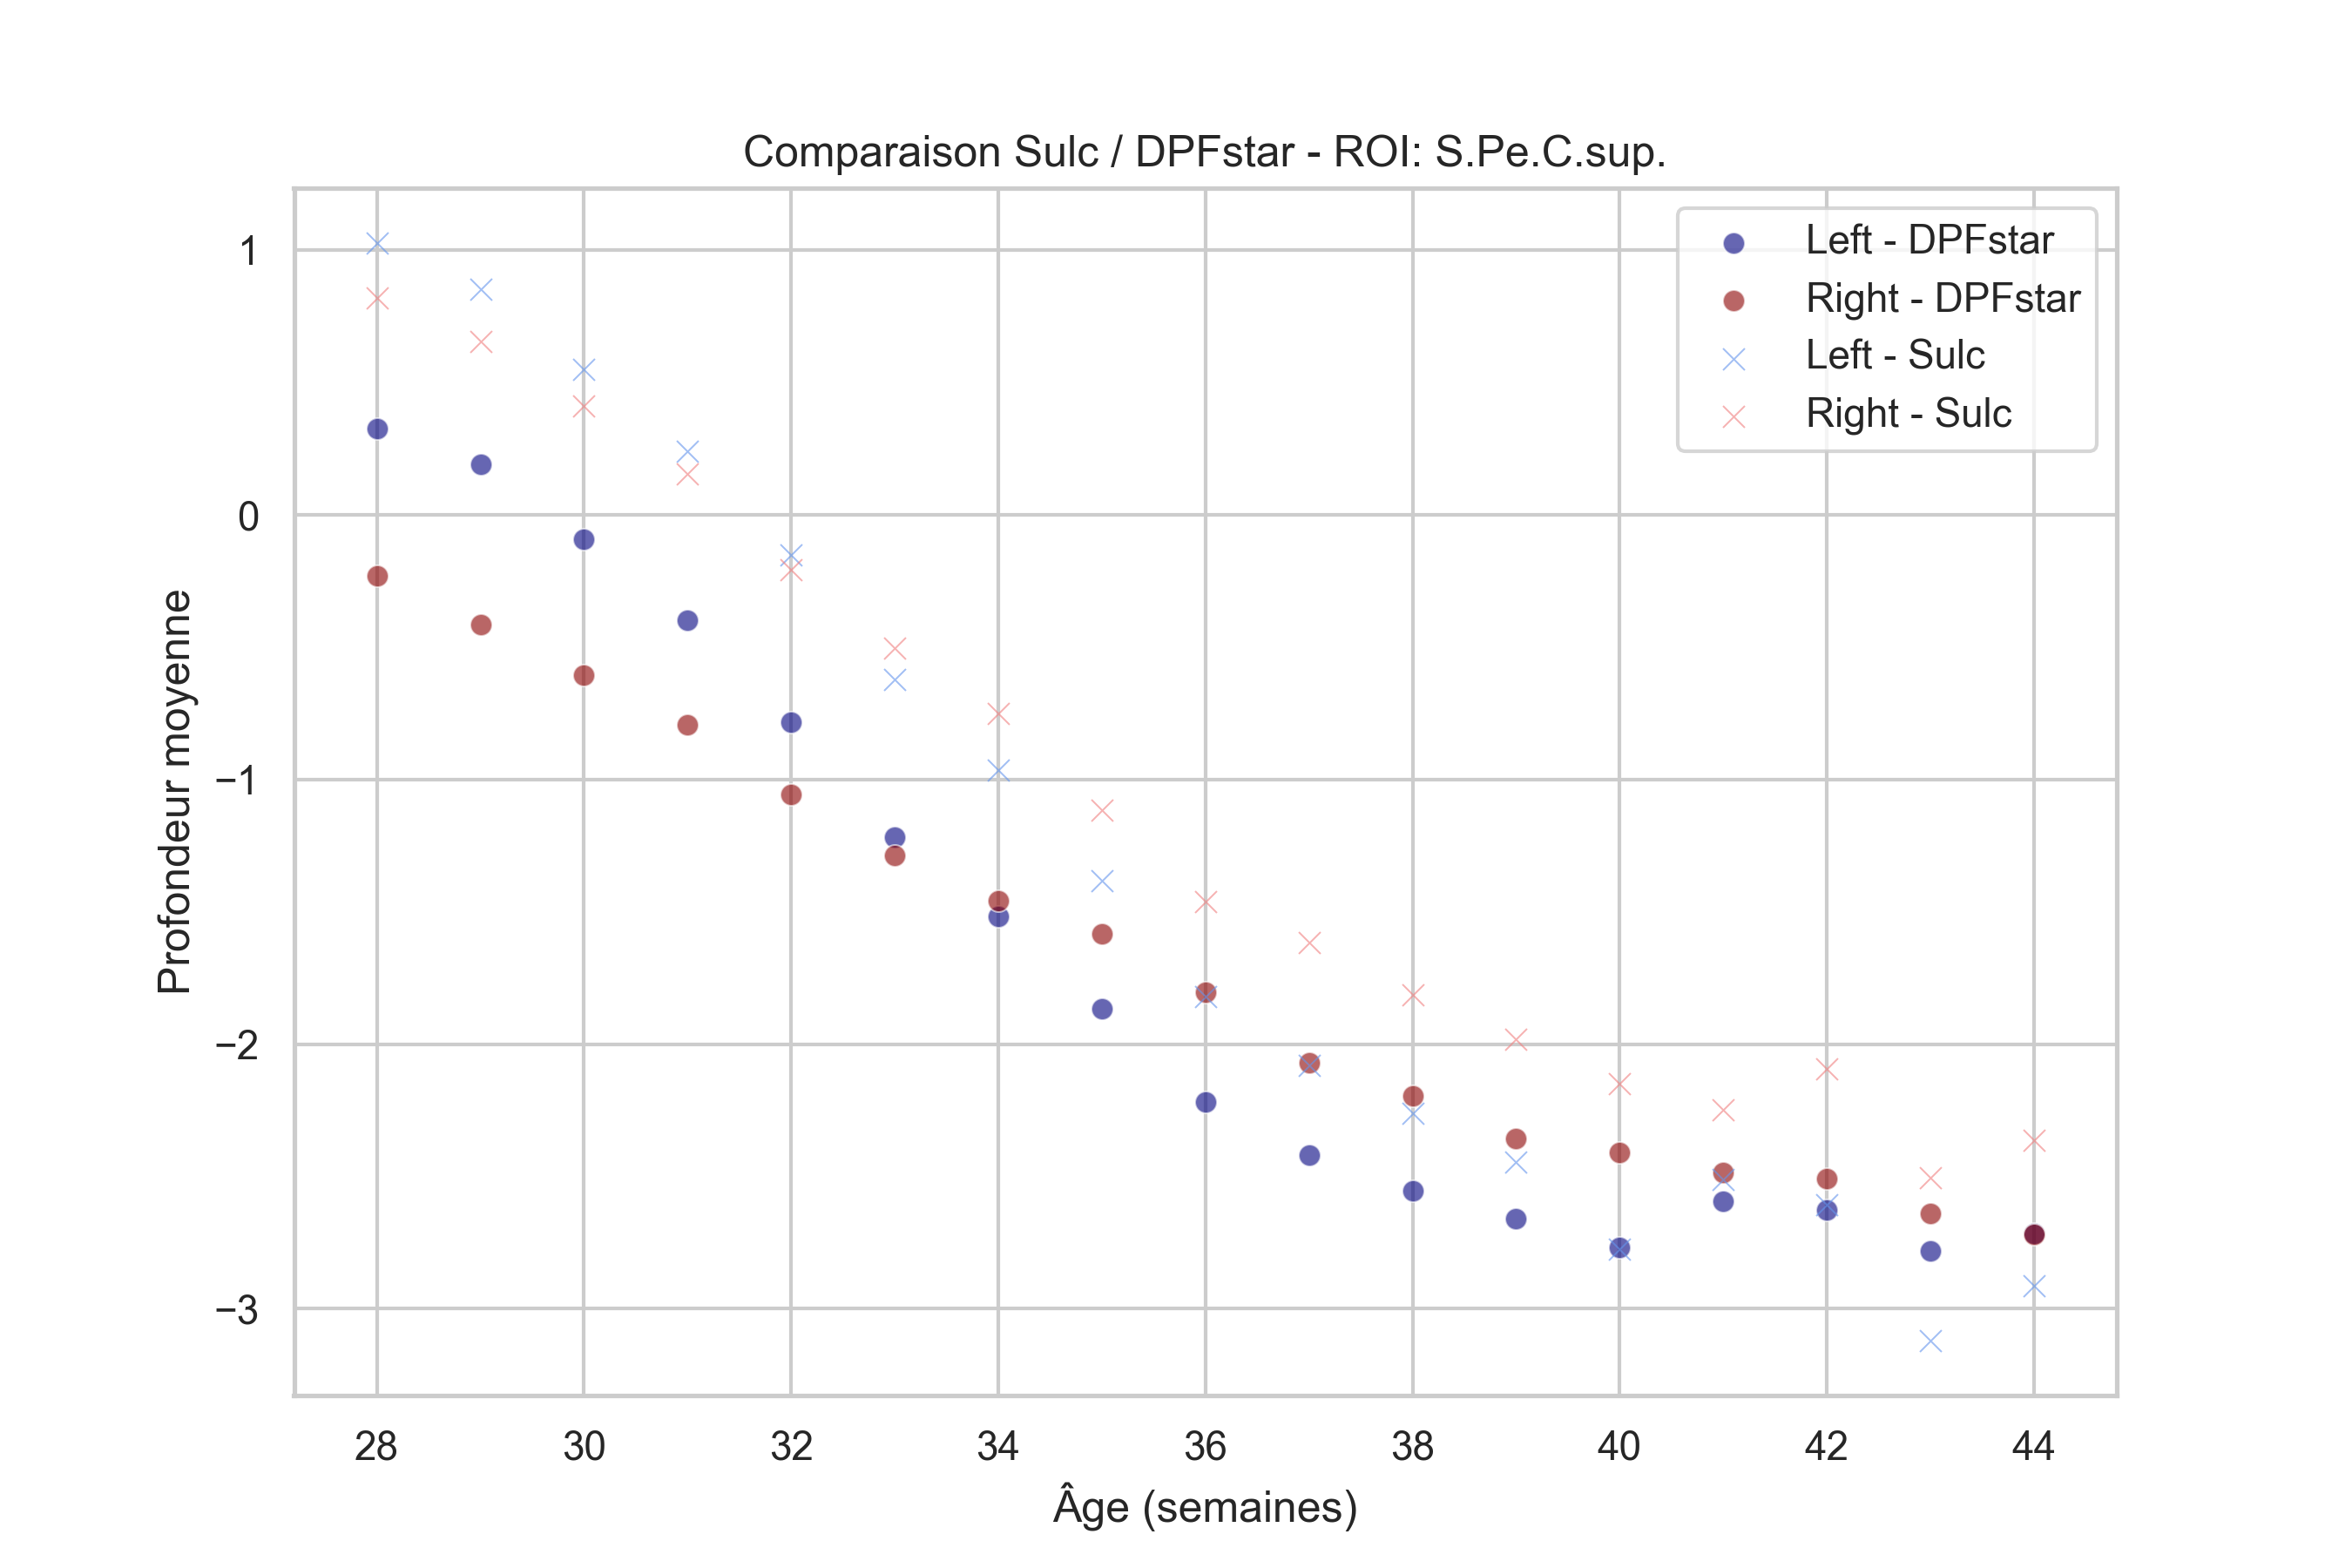 Comparaison Sulc / DPFstar - ROI: S.Pe.C.sup.
Left - DPFstar
Right - DPFstar
Left - Sulc
Right - Sulc
Profondeur moyenne
1
0
−1
−2
−3
28 30 32 34 36 38 40 42 44
Âge (semaines)